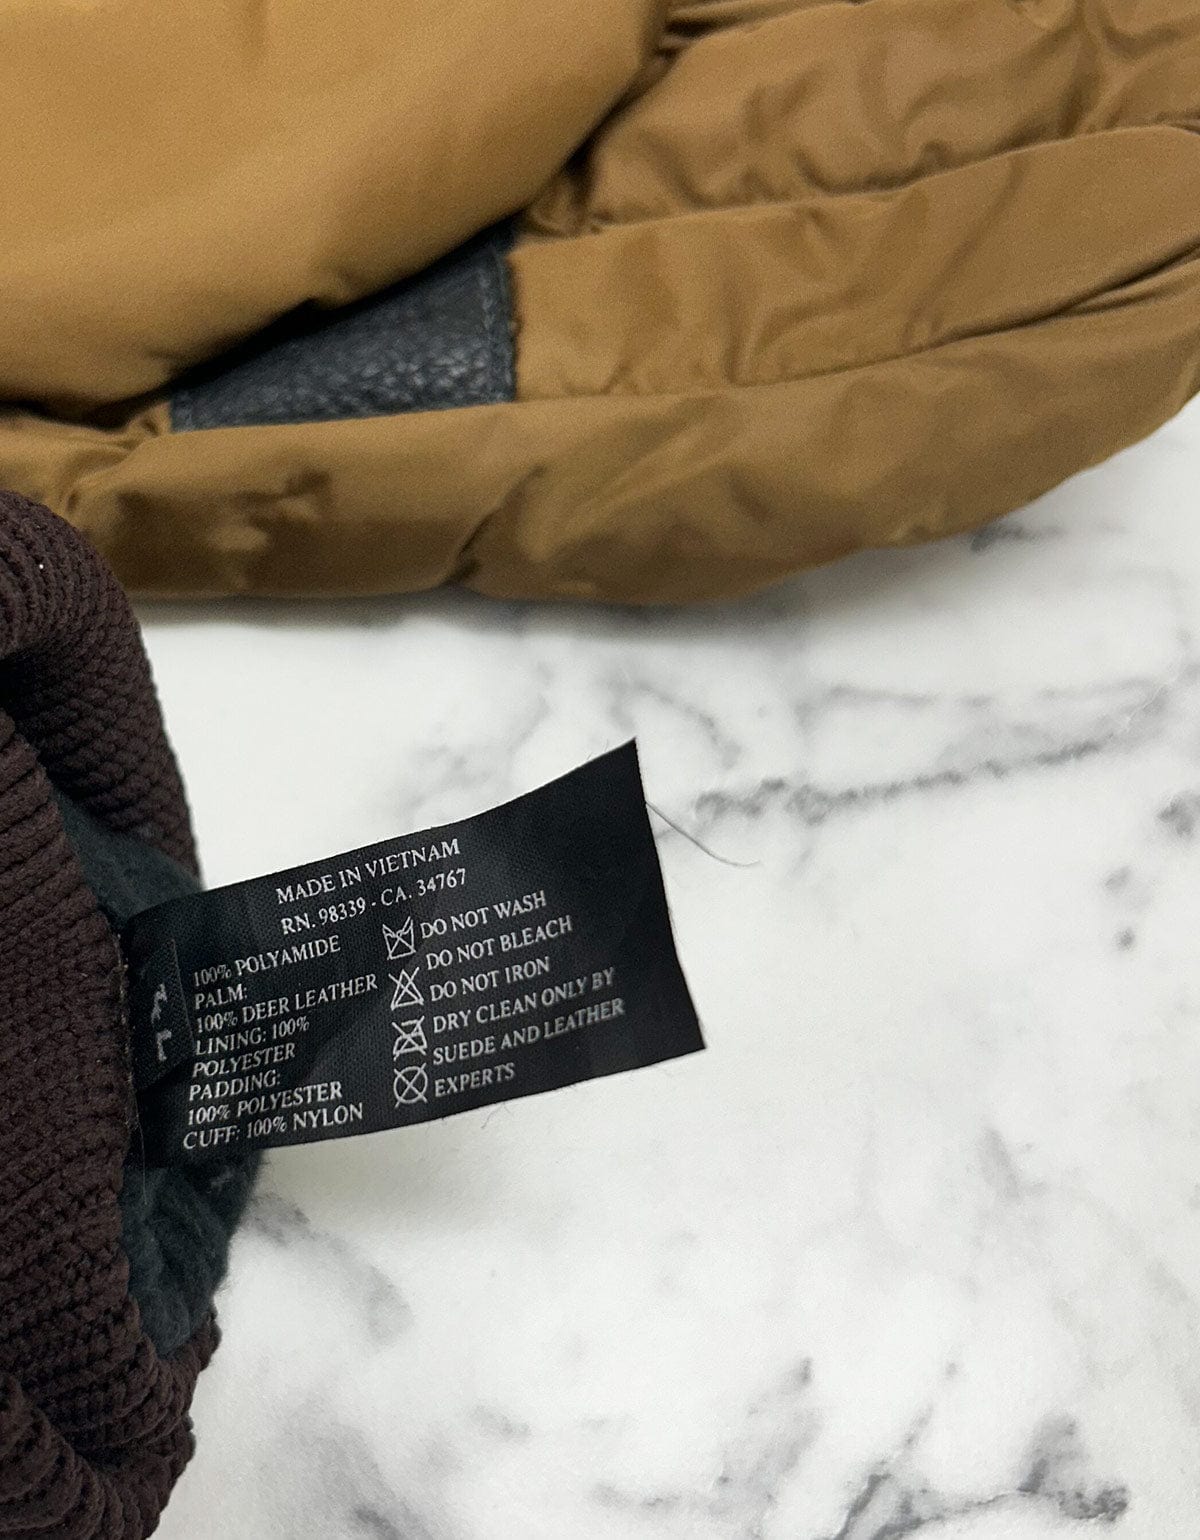 MADE IN VIETNAM
RN. 98339 - CA. 34767
100% POLYAMIDE
PALM:
100% DEER LEATHER
LINING: 100%
POLYESTER
PADDING:
100% POLYESTER
CUFF: 100% NYLON
DO NOT WASH
DO NOT BLEACH
DO NOT IRON
DRY CLEAN ONLY BY
SUEDE AND LEATHER
EXPERTS